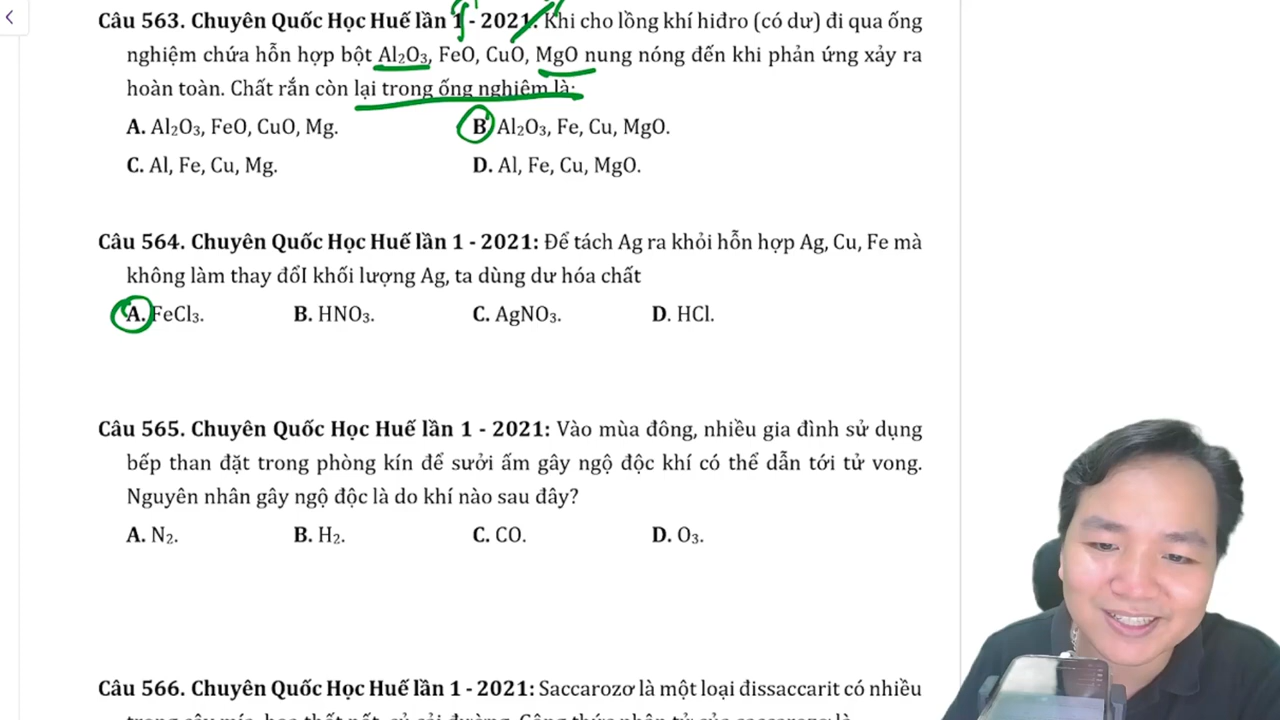 Câu 563. Chuyên Quốc Học Huế lần 1 - 2021: Khi cho lồng khí hiđro (có dư) đi qua ống
nghiệm chứa hỗn hợp bột Al₂O₃, FeO, CuO, MgO nung nóng đến khi phản ứng xảy ra
hoàn toàn. Chất rắn còn lại trong ống nghiệm là:
A. Al₂O₃, FeO, CuO, Mg. B. Al₂O₃, Fe, Cu, MgO.
C. Al, Fe, Cu, Mg. D. Al, Fe, Cu, MgO.
Câu 564. Chuyên Quốc Học Huế lần 1 - 2021: Để tách Ag ra khỏi hỗn hợp Ag, Cu, Fe mà
không làm thay đổI khối lượng Ag, ta dùng dư hóa chất
A. FeCl₃. B. HNO₃. C. AgNO₃. D. HCl.
Câu 565. Chuyên Quốc Học Huế lần 1 - 2021: Vào mùa đông, nhiều gia đình sử dụng
bếp than đặt trong phòng kín để sưởi ấm gây ngộ độc khí có thể dẫn tới tử vong.
Nguyên nhân gây ngộ độc là do khí nào sau đây?
A. N₂. B. H₂. C. CO. D. O₃.
Câu 566. Chuyên Quốc Học Huế lần 1 - 2021: Saccarozơ là một loại đissaccarit có nhiều